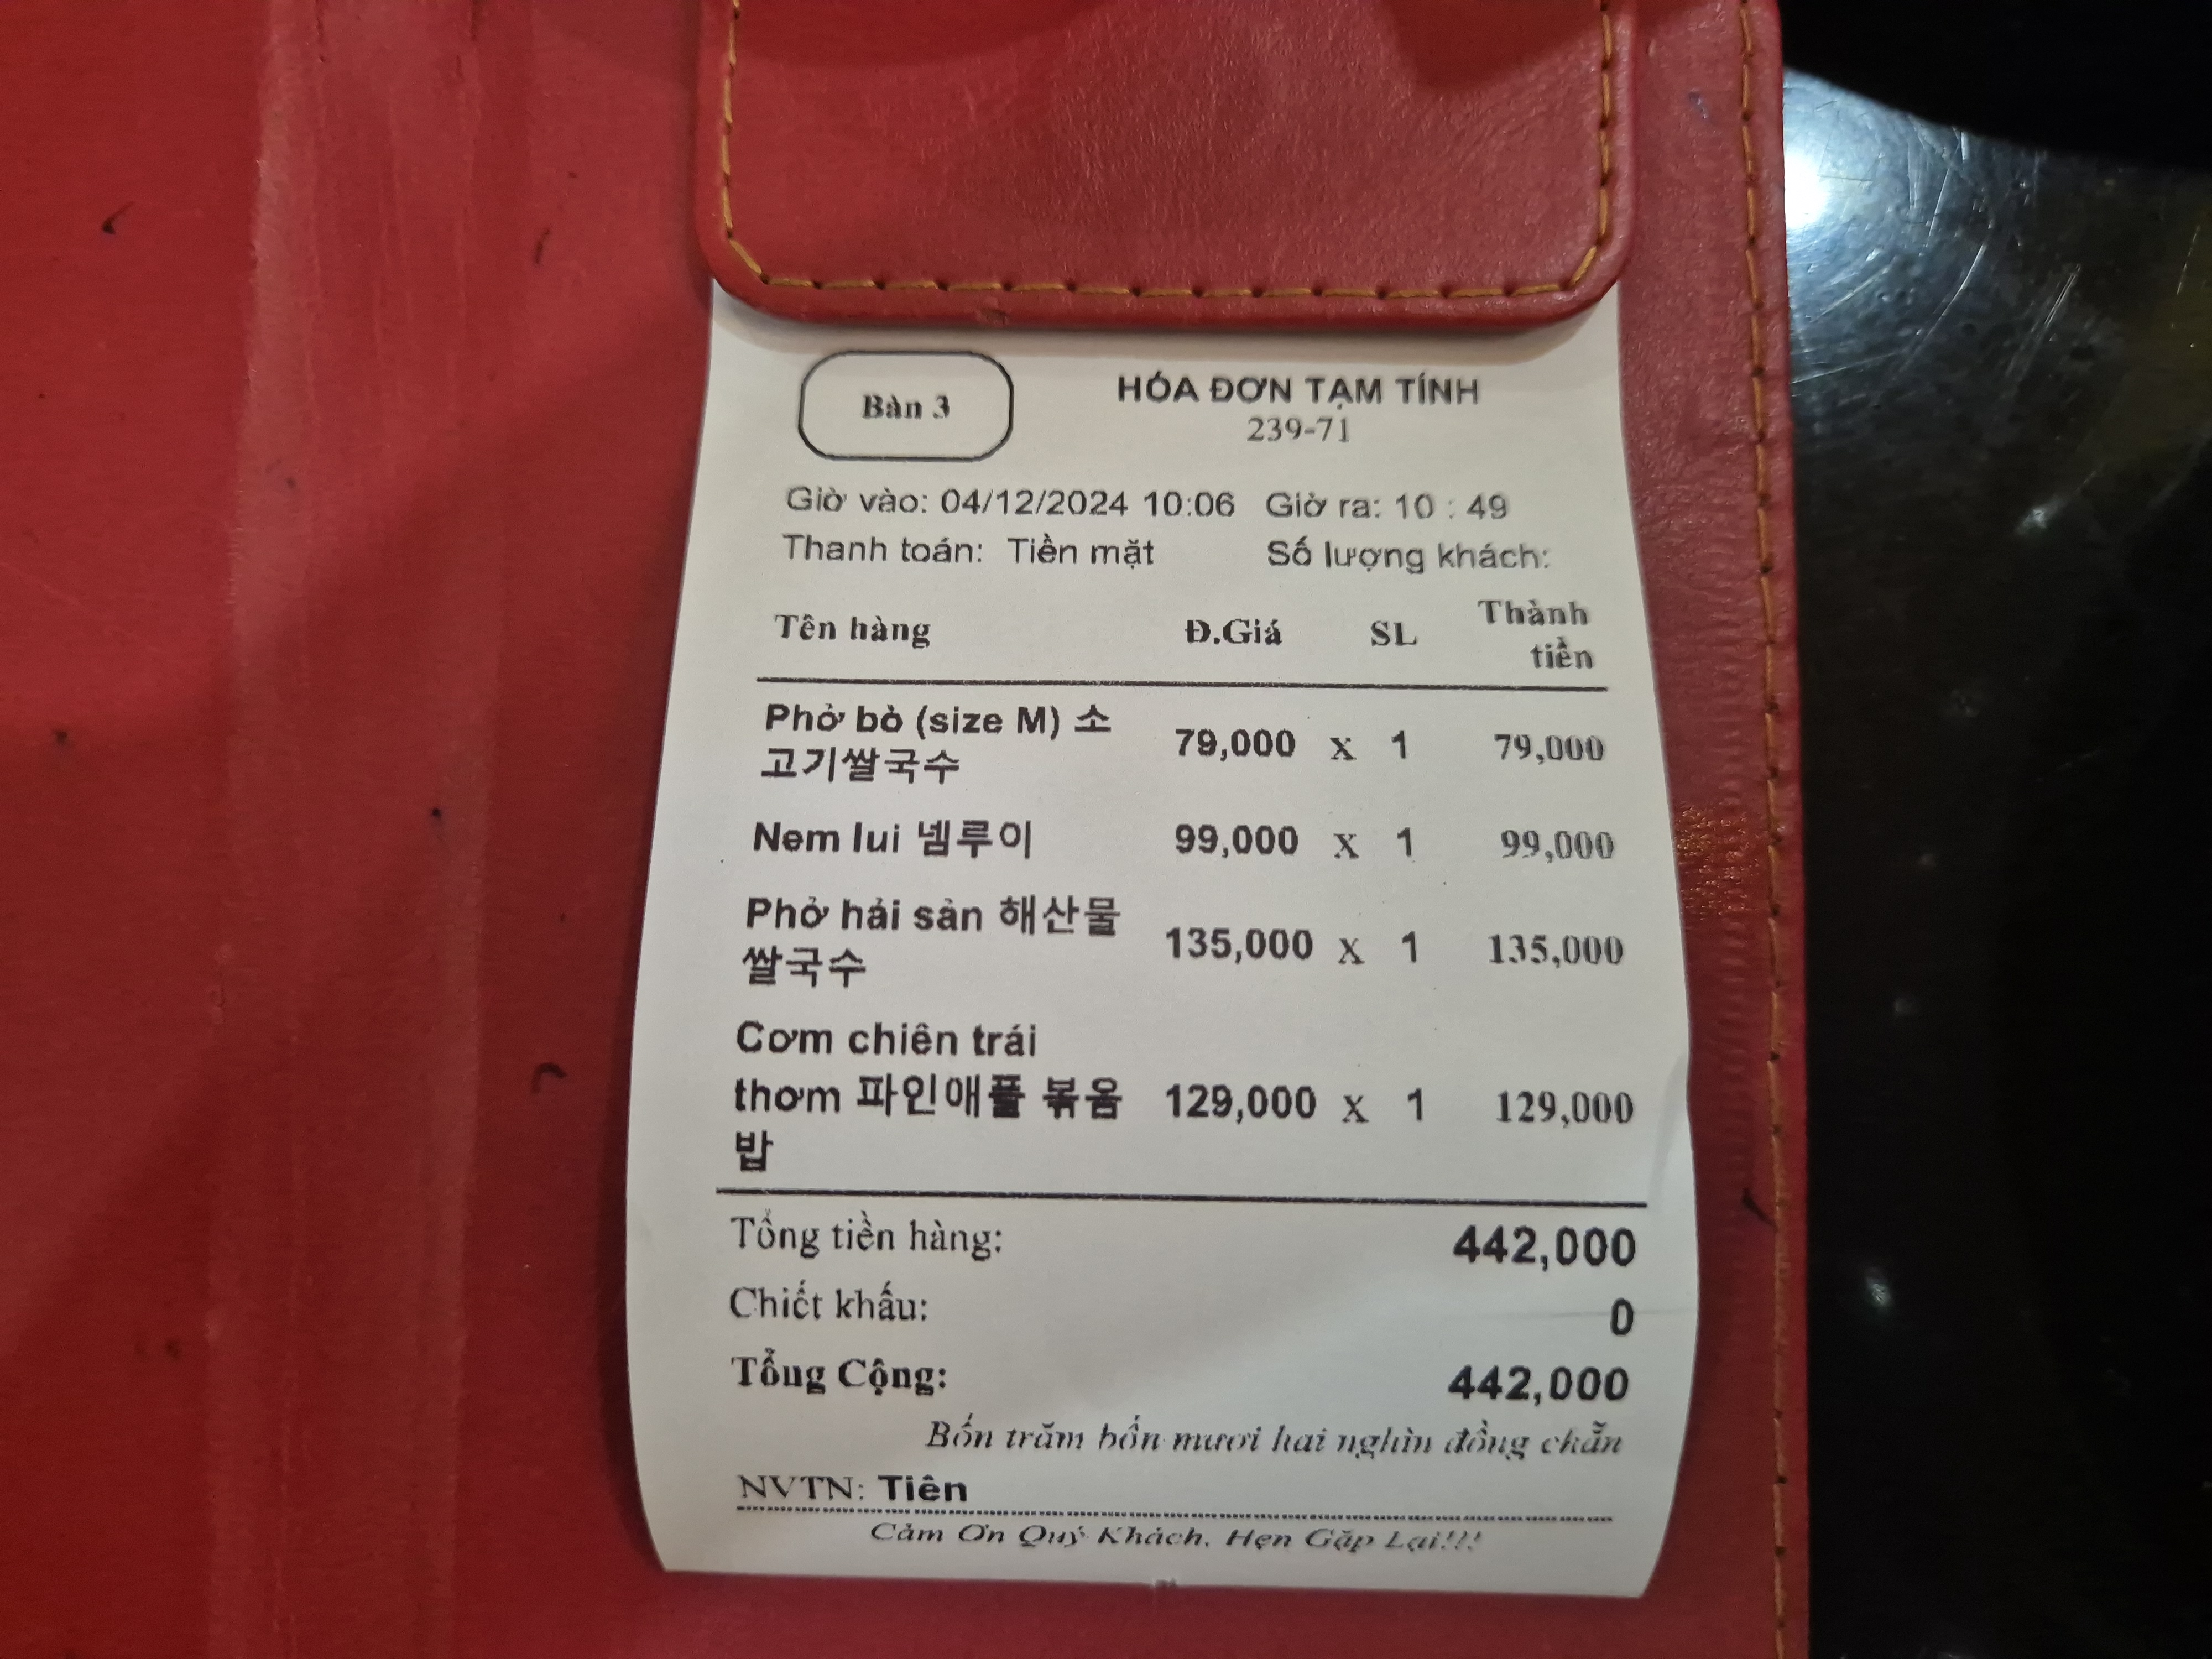 Bàn 3
HÓA ĐƠN TẠM TÍNH
239-71
Giờ vào: 04/12/2024 10:06 Giờ ra: 10 : 49
Thanh toán: Tiền mặt Số lượng khách:
Tên hàng Đ.Giá SL Thành
tiền
Phở bò (size M) 소
고기쌀국수 79,000 x 1 79,000
Nem lui 넴루이 99,000 x 1 99,000
Phở hải sản 해산물
쌀국수 135,000 x 1 135,000
Cơm chiên trái
thơm 파인애플 볶음 129,000 x 1 129,000
밥
Tổng tiền hàng: 442,000
Chiết khấu: 0
Tổng Cộng: 442,000
Bốn trăm bốn mươi hai nghìn đồng chẵn
NVTN: Tiên
Cảm Ơn Quý Khách. Hẹn Gặp Lại!!!